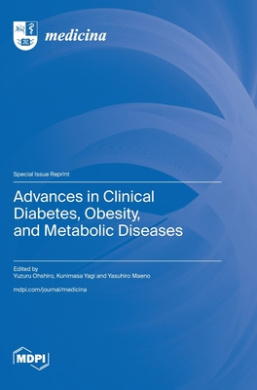 medicina
Special Issue Reprint
Advances in Clinical
Diabetes, Obesity,
and Metabolic Diseases
Edited by
Yuzuru Ohshiro, Kunimasa Yagi and Yasuhiro Maeno
mdpi.com/journal/medicina
MDPI